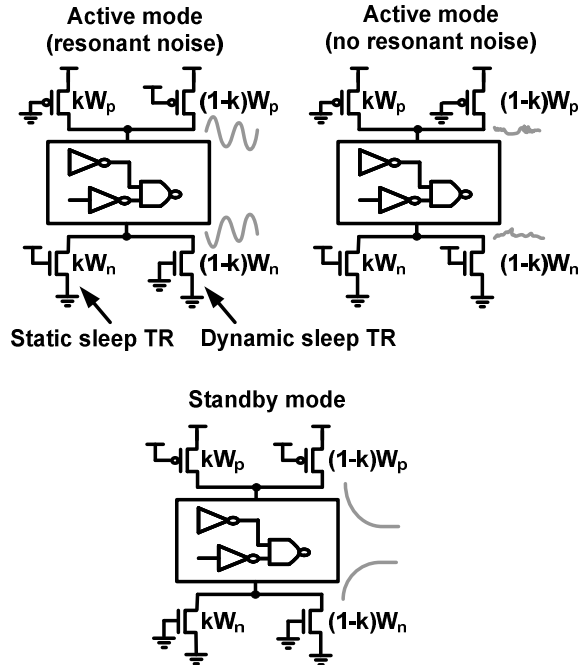 Active mode
(resonant noise)
Active mode
(no resonant noise)
kWp
(1-k)Wp
kWp
(1-k)Wp
kWn
(1-k)Wn
kWn
(1-k)Wn
Static sleep TR
Dynamic sleep TR
Standby mode
kWp
(1-k)Wp
kWn
(1-k)Wn